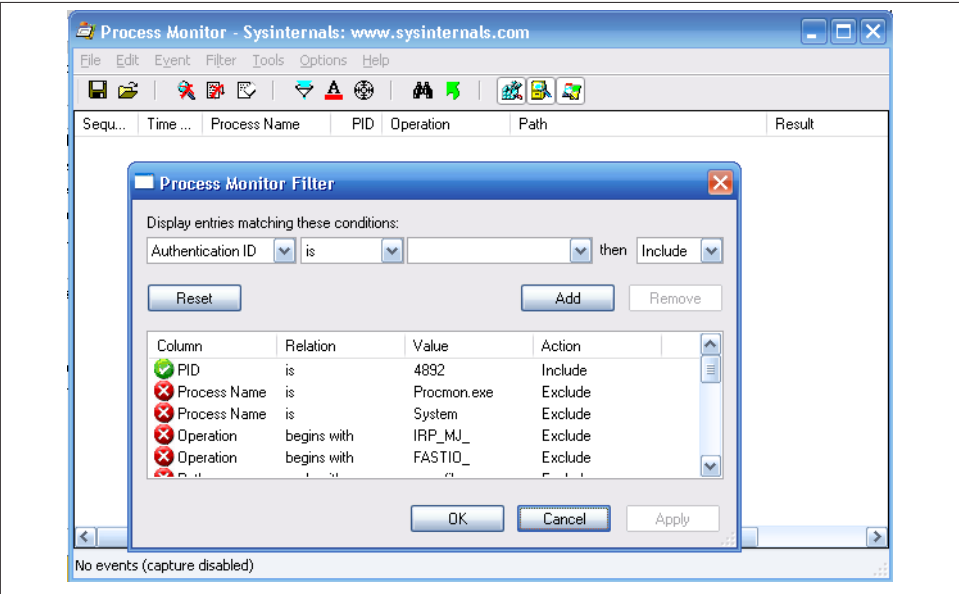 Process Monitor - Sysinternals: www.sysinternals.com
File Edit Event Filter Tools Options Help
Sequ... Time ... Process Name PID Operation Path Result
Process Monitor Filter
Display entries matching these conditions:
Authentication ID is then Include
Reset Add Remove
Column Relation Value Action
PID is 4892 Include
Process Name is Procmon.exe Exclude
Process Name is System Exclude
Operation begins with IRP_MJ_ Exclude
Operation begins with FASTIO_ Exclude
OK Cancel Apply
No events (capture disabled)